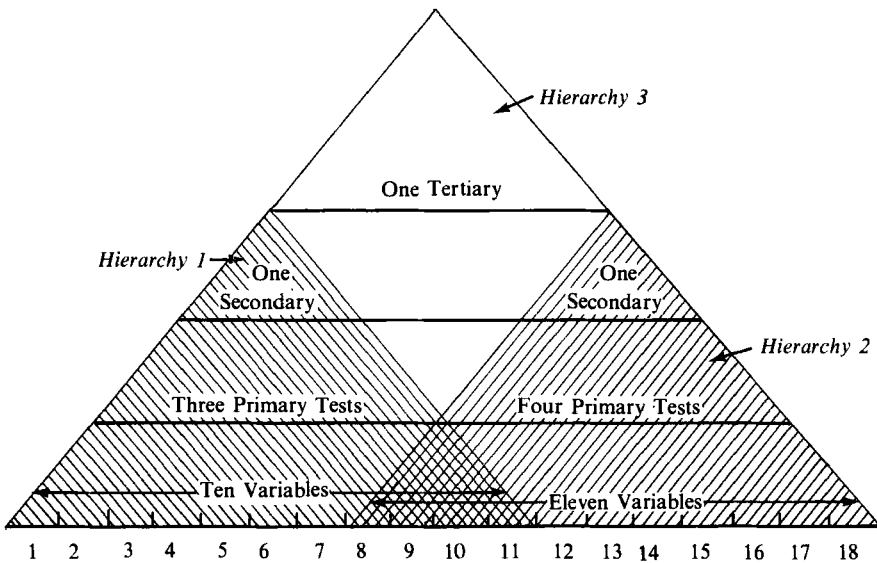 Hierarchy 3
One Tertiary
Hierarchy 1
One
Secondary
One
Secondary
Hierarchy 2
Three Primary Tests
Four Primary Tests
Ten Variables
Eleven Variables
1 2 3 4 5 6 7 8 9 10 11 12 13 14 15 16 17 18